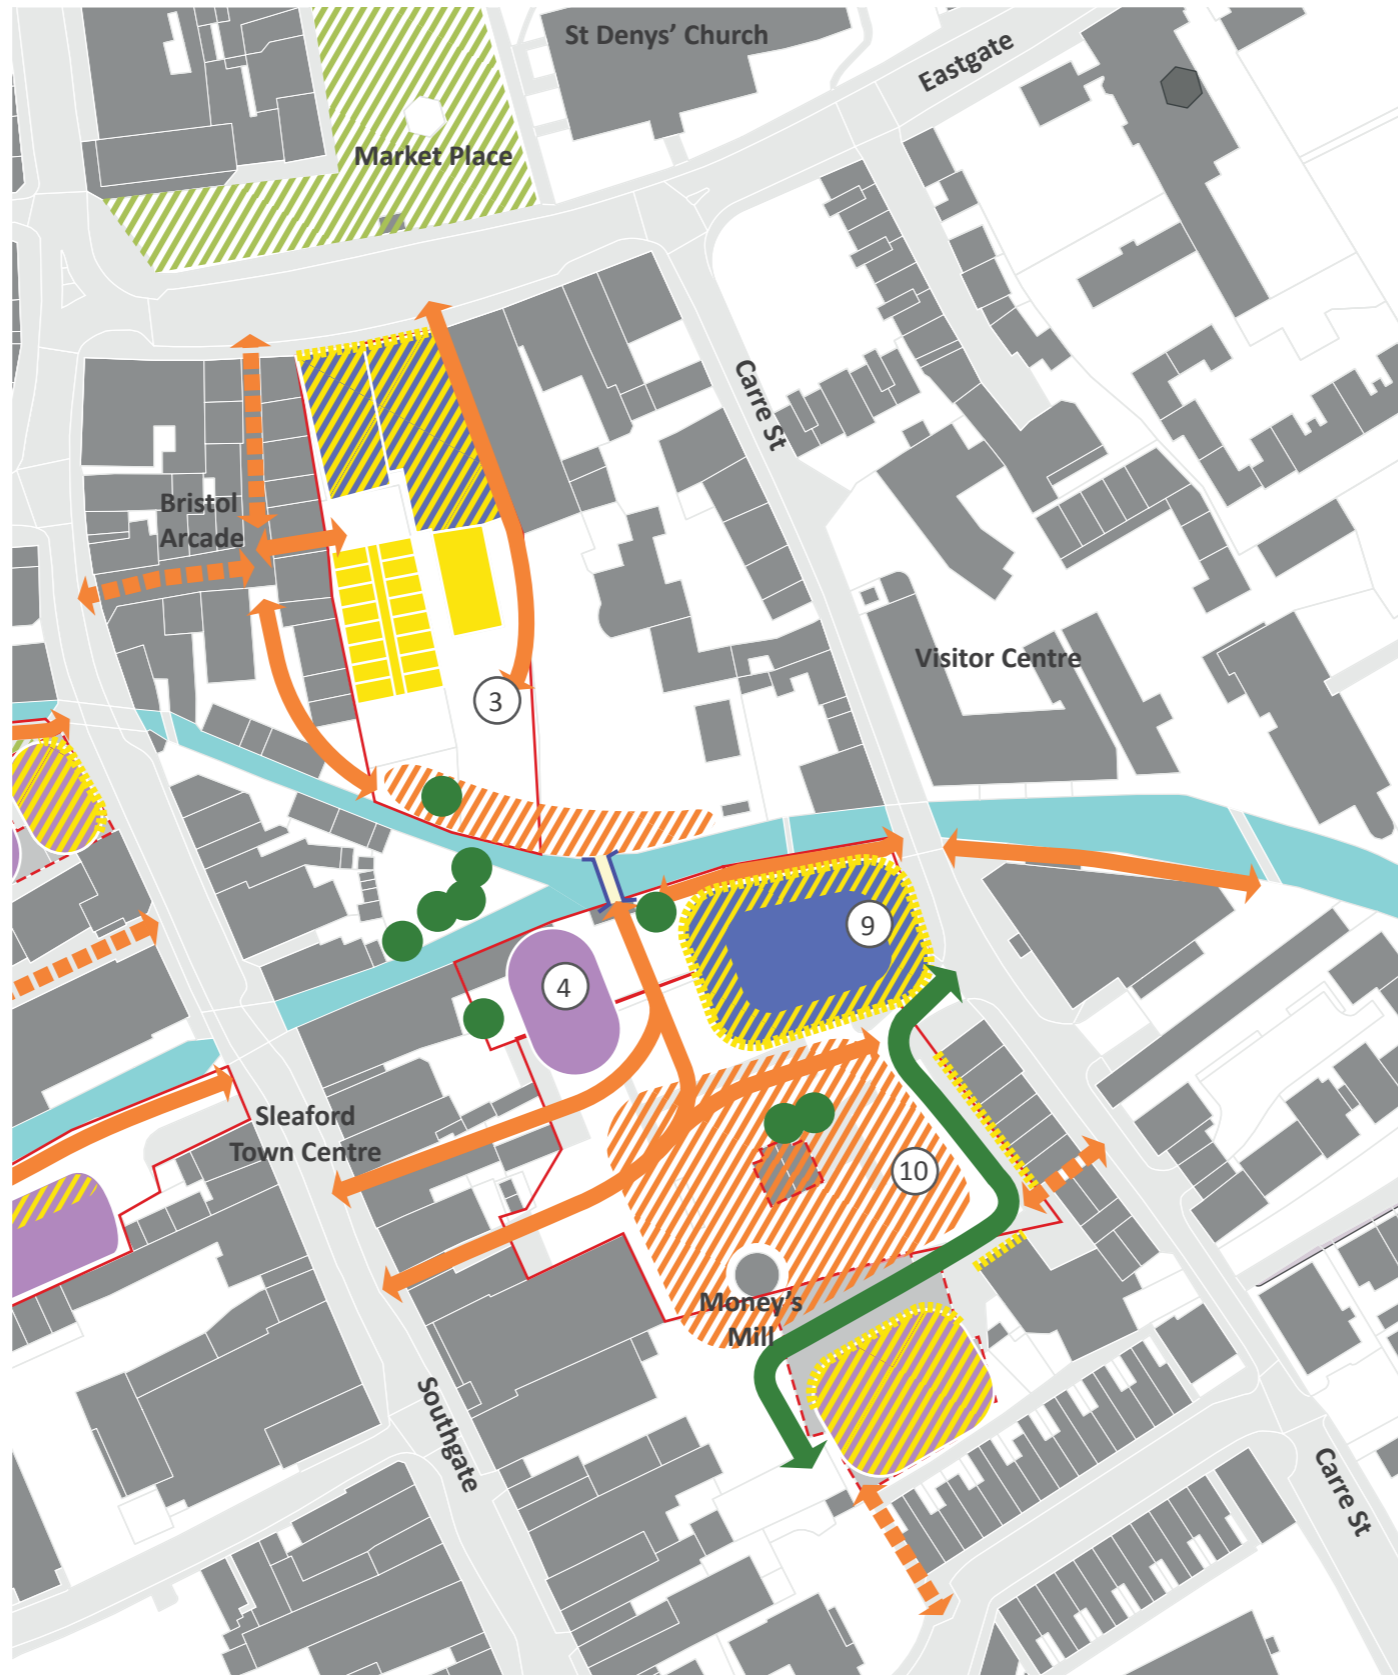 St Denys' Church
Eastgate
Market Place
Carre St
Bristol
Arcade
Visitor Centre
3
9
4
Sleaford
Town Centre
10
Money's
Mill
Southgate
Carre St